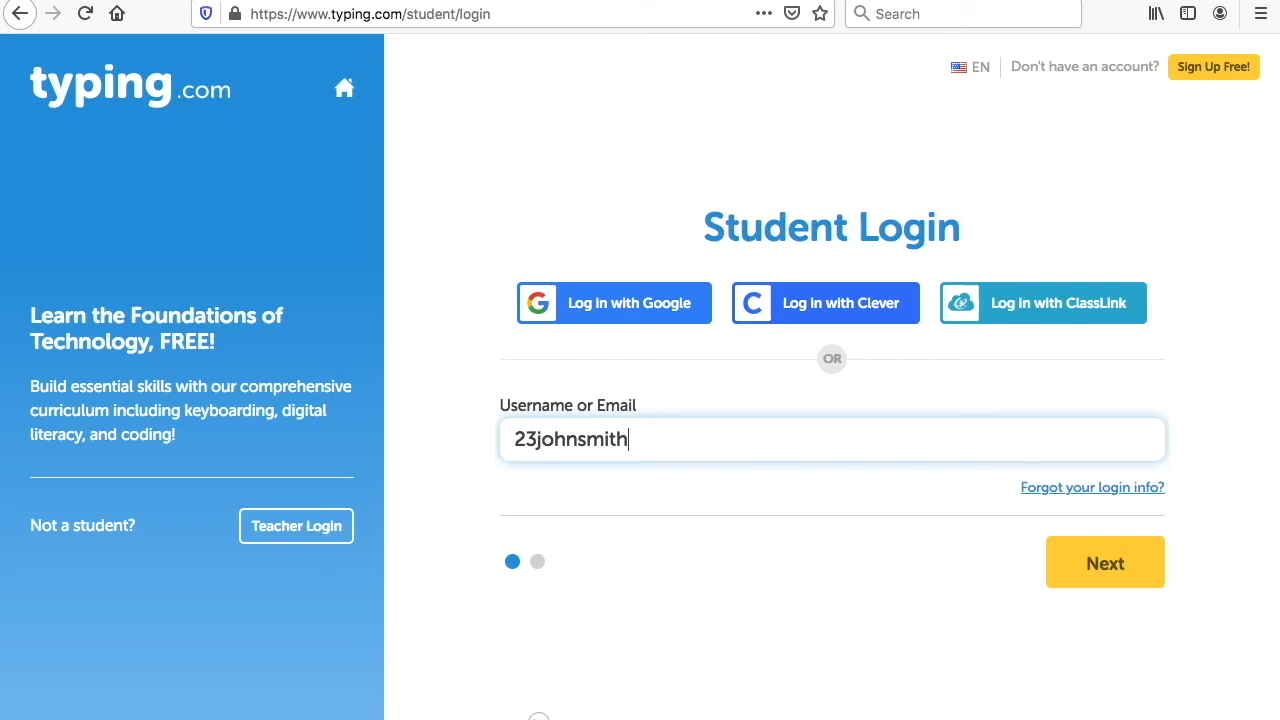 https://www.typing.com/student/login
Search
typing.com
EN
Don't have an account?
Sign Up Free!
Student Login
Log in with Google
Log in with Clever
Log in with ClassLink
OR
Learn the Foundations of
Technology, FREE!
Build essential skills with our comprehensive
curriculum including keyboarding, digital
literacy, and coding!
Not a student?
Teacher Login
Username or Email
23johnsmith
Forgot your login info?
Next